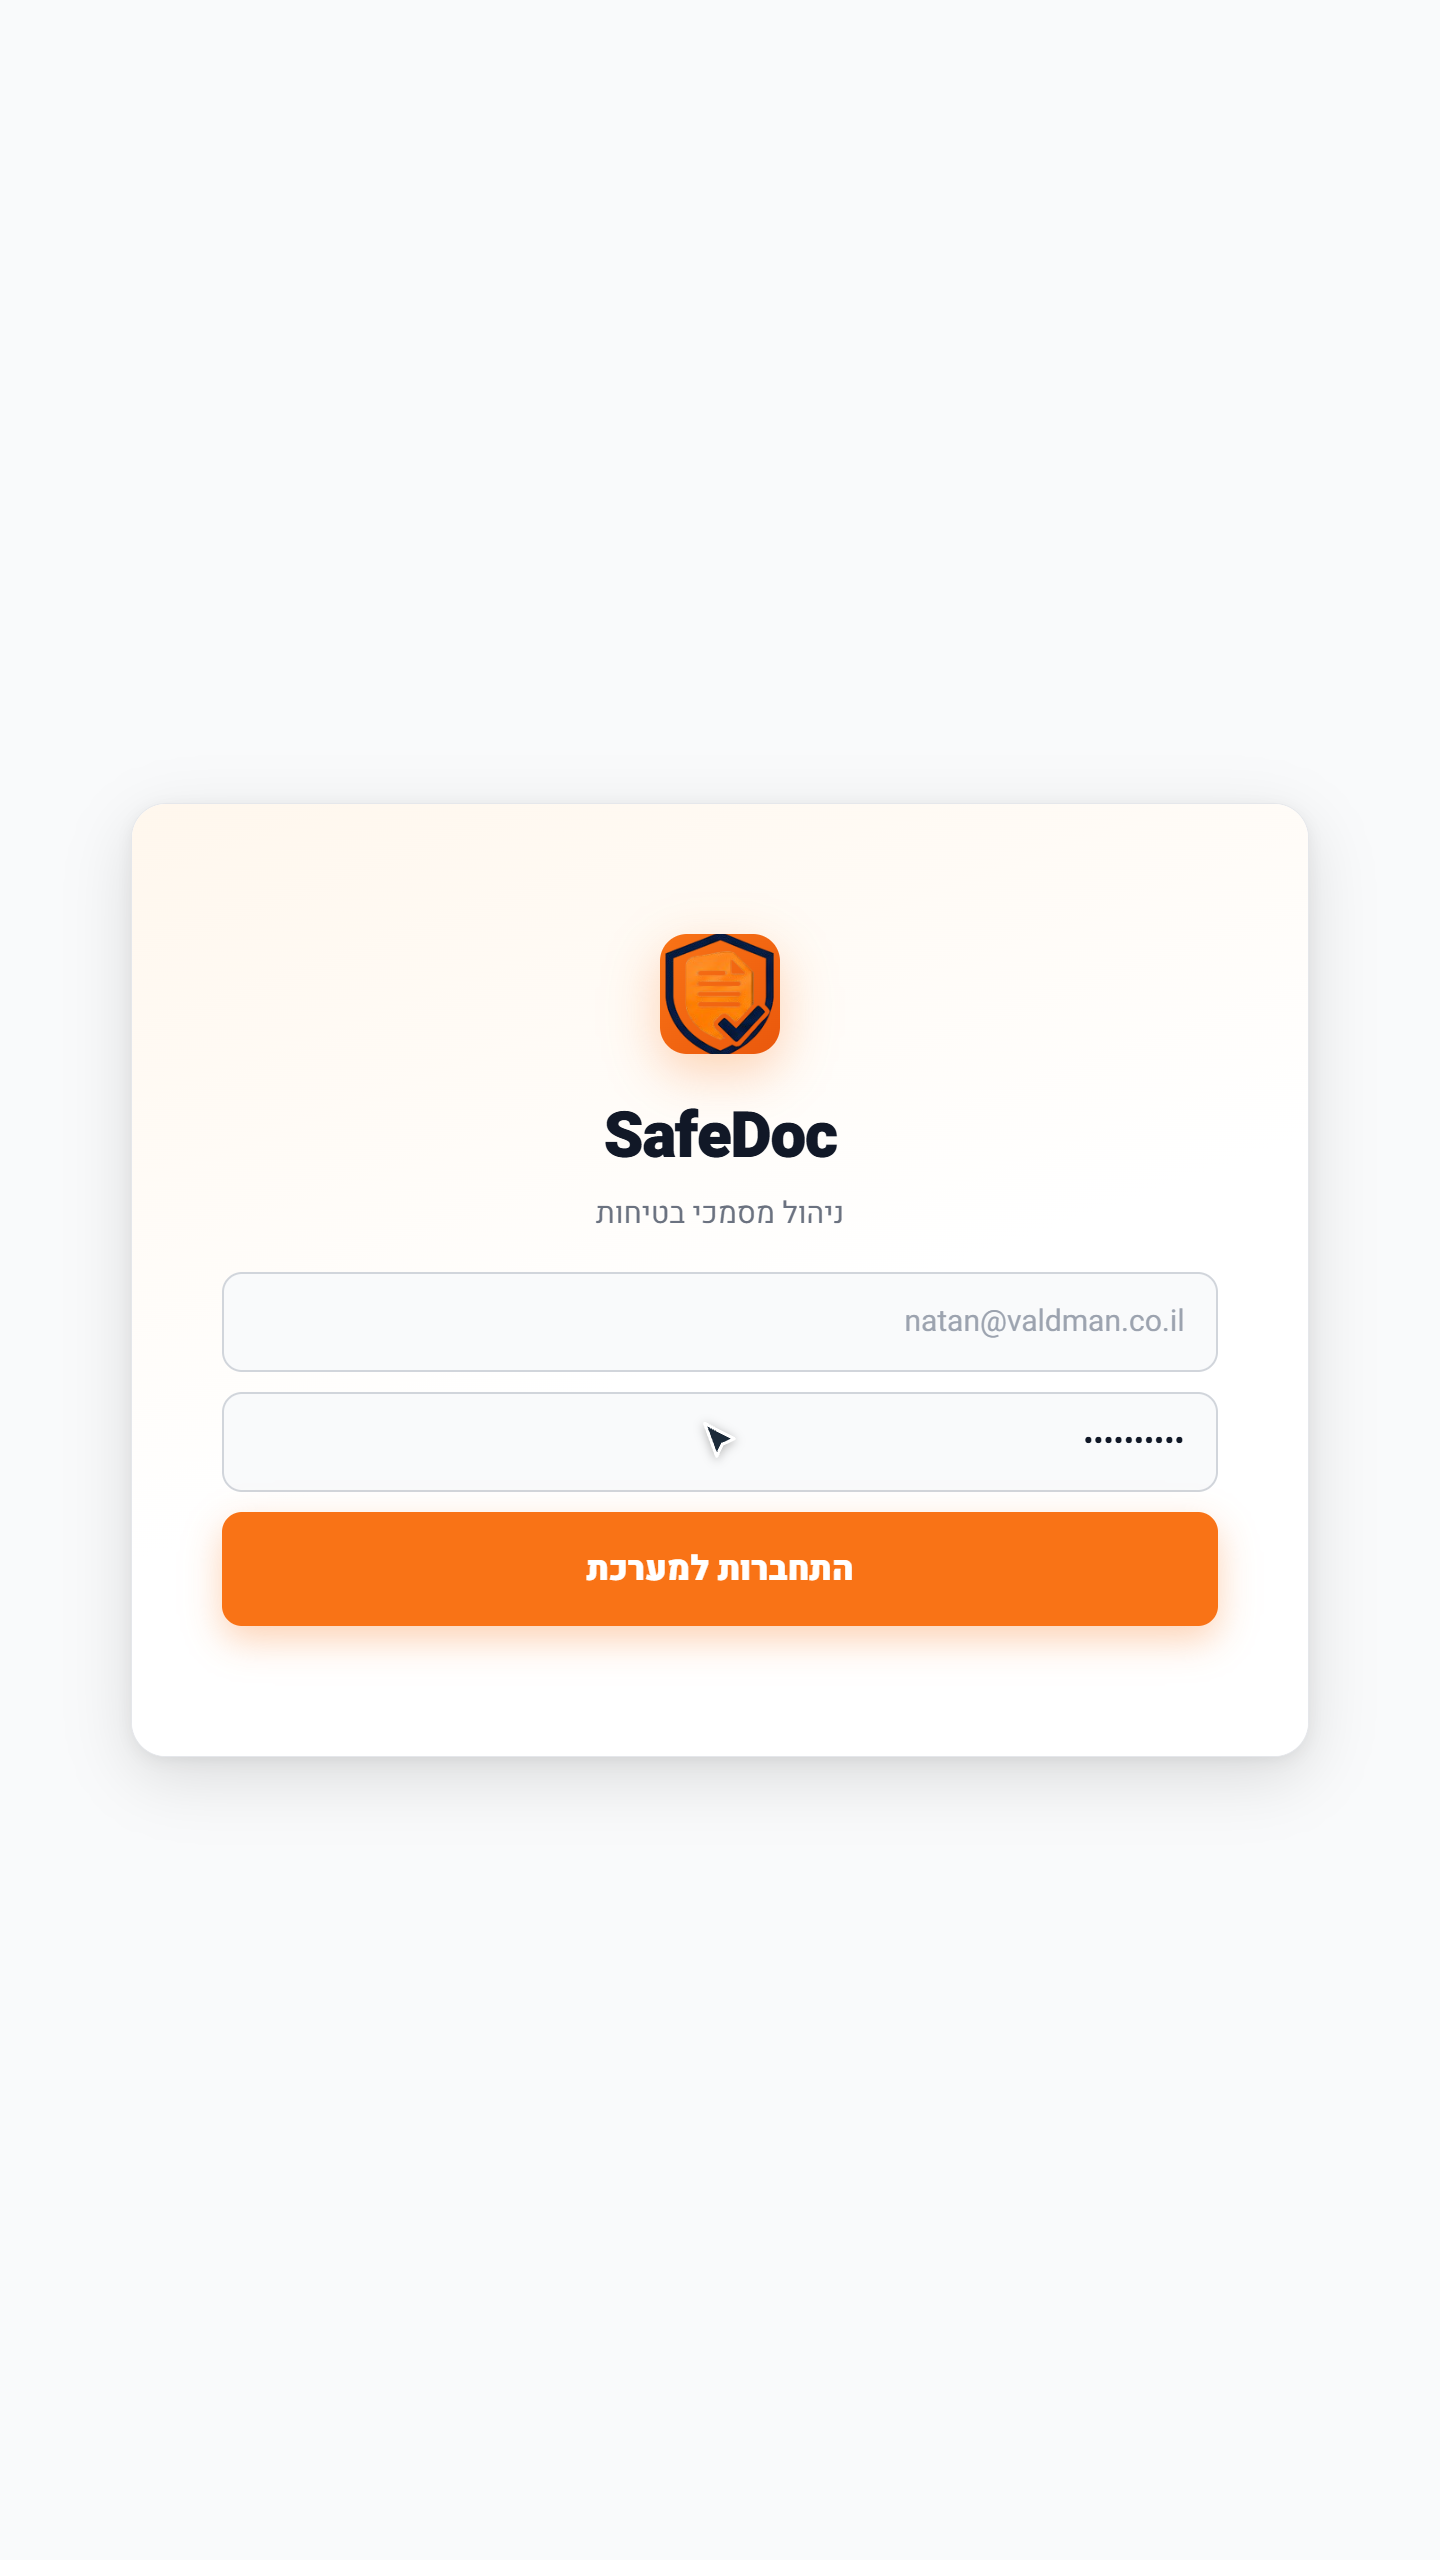 SafeDoc
ניהול מסמכי בטיחות
natan@valdman.co.il
••••••••••
התחברות למערכת